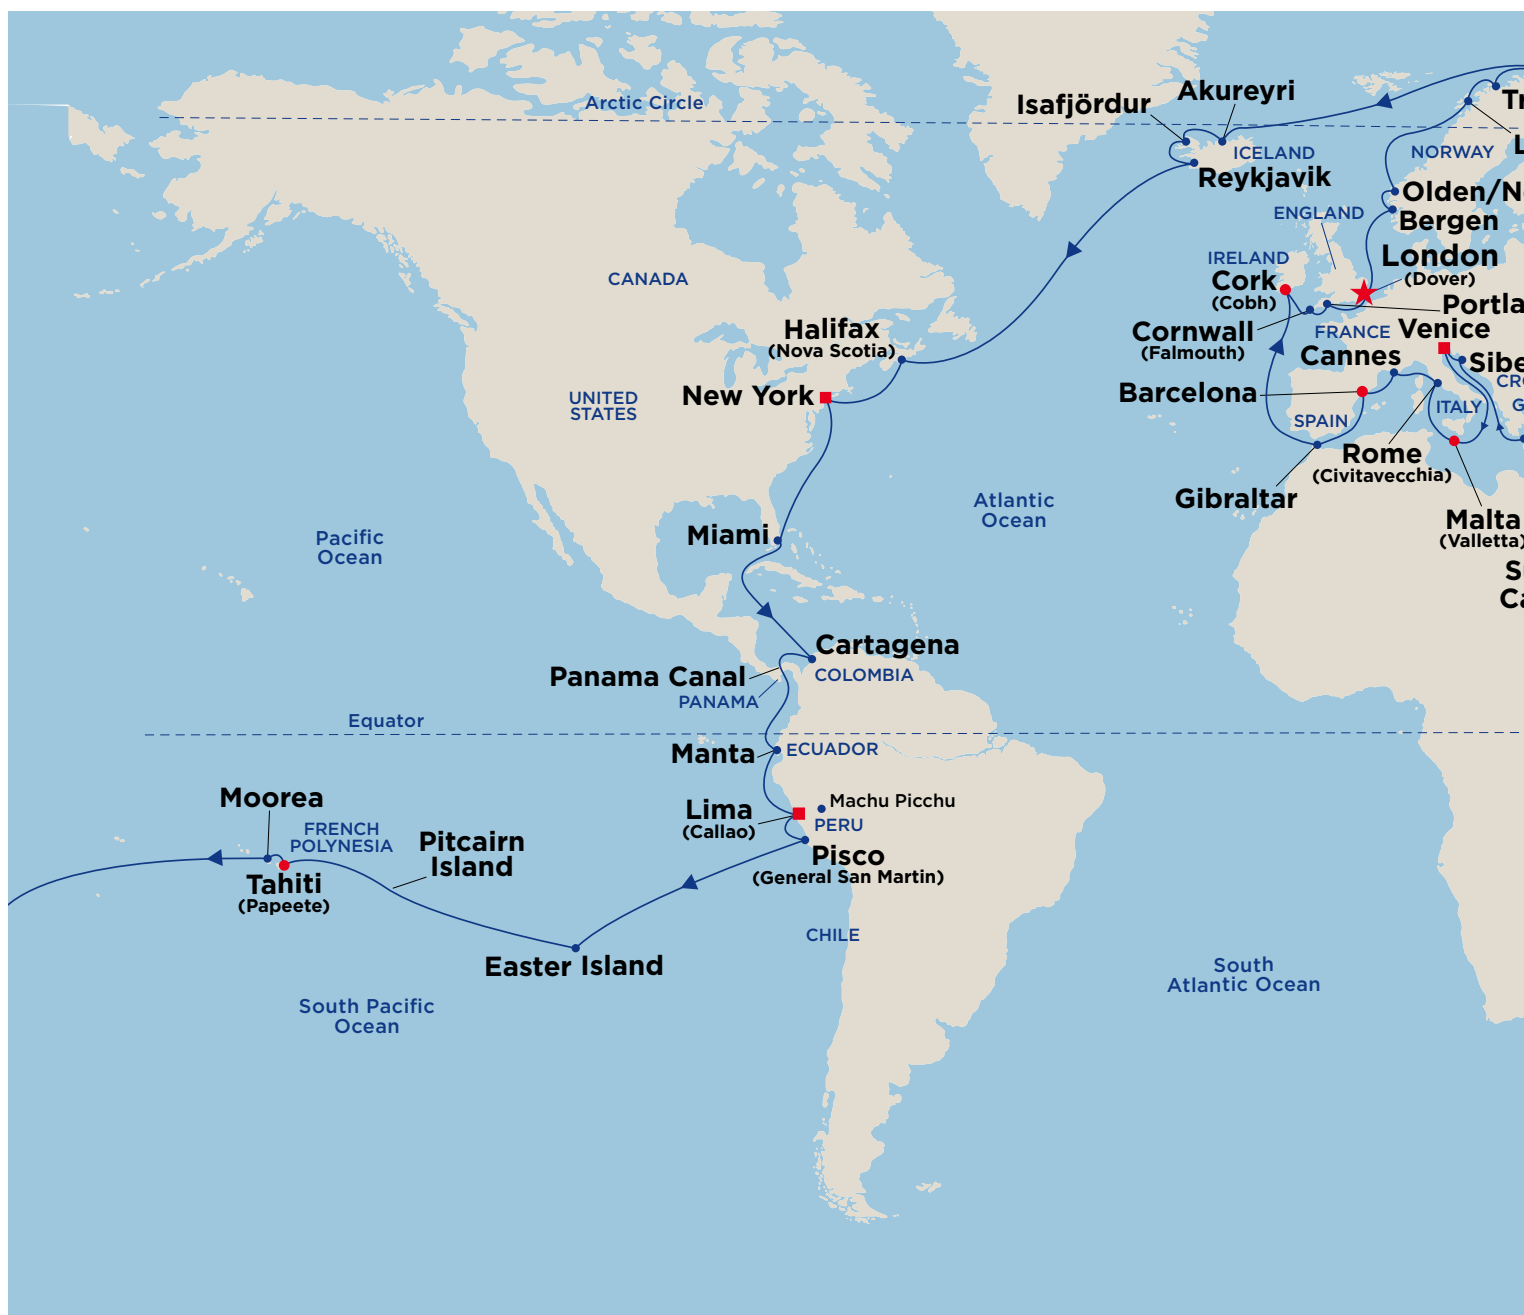 Arctic Circle
Isafjördur
Akureyri
ICELAND
Reykjavik
NORWAY
Bergen
ENGLAND
London
(Dover)
IRELAND
Cork
(Cobh)
Cornwall
(Falmouth)
FRANCE
Venice
Cannes
Barcelona
SPAIN
ITALY
Rome
(Civitavecchia)
Gibraltar
Malta
(Valletta)
CANADA
Halifax
(Nova Scotia)
New York
UNITED
STATES
Atlantic
Ocean
Pacific
Ocean
Miami
Cartagena
COLOMBIA
Panama Canal
PANAMA
Equator
Manta
ECUADOR
Machu Picchu
Lima
(Callao)
PERU
Pisco
(General San Martin)
Moorea
FRENCH
POLYNESIA
Pitcairn
Island
Tahiti
(Papeete)
CHILE
Easter Island
South Pacific
Ocean
South
Atlantic Ocean